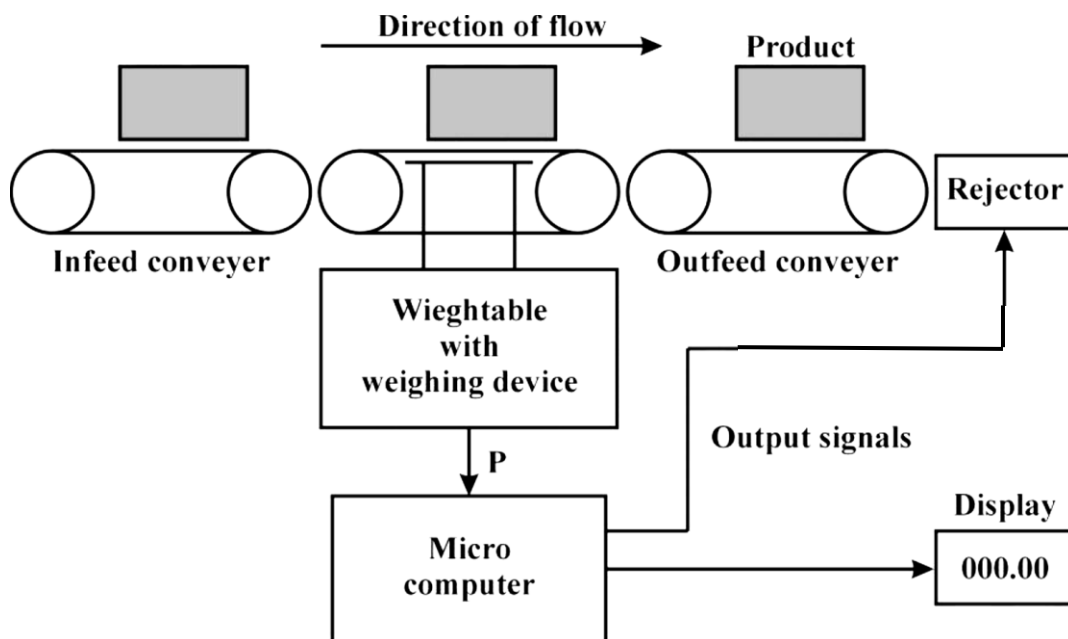 Direction of flow
Product
Rejector
Infeed conveyer
Outfeed conveyer
Wieghtable
with
weighing device
P
Output signals
Micro
computer
Display
000.00